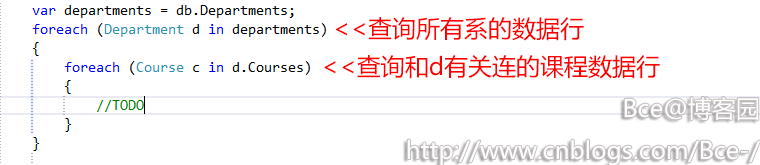 var departments = db.Departments;
foreach (Department d in departments) <<查询所有系的数据行
{
foreach (Course c in d.Courses) <<查询和d有关连的课程数据行
{
//TODO
}
}
Bce@博客园
http://www.cnblogs.com/Bce-/